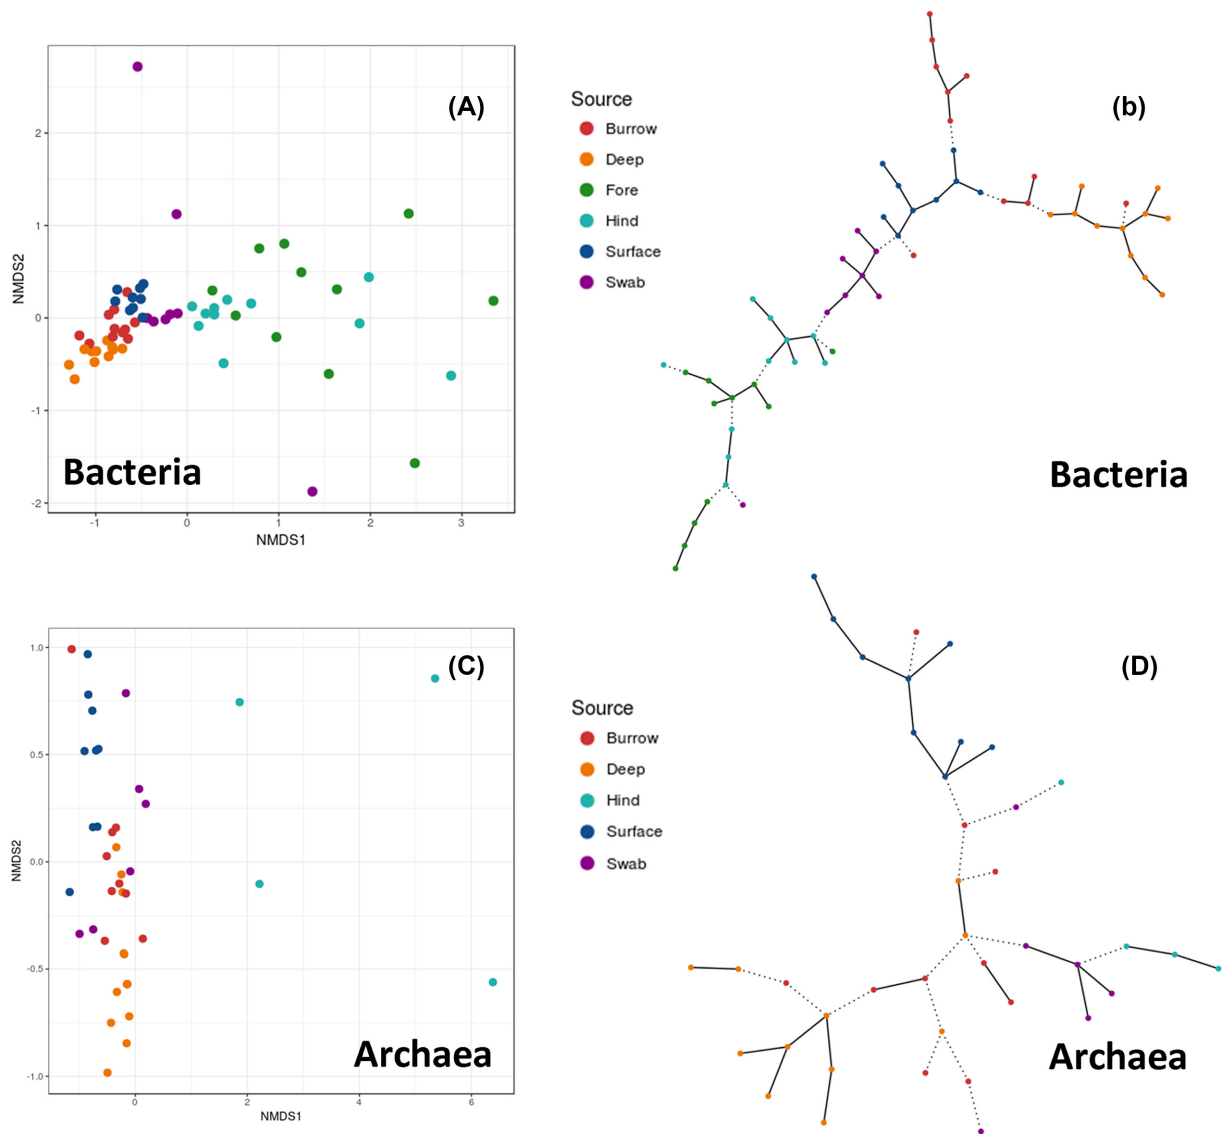 (A)
2
1
0
-1
-2
NMDS2
Bacteria
-1
0
1
2
3
NMDS1
Source
Burrow
Deep
Fore
Hind
Surface
Swab
(b)
Bacteria
(C)
1.0
0.5
0.0
-0.5
-1.0
NMDS2
Archaea
0
2
4
6
NMDS1
Source
Burrow
Deep
Hind
Surface
Swab
(D)
Archaea